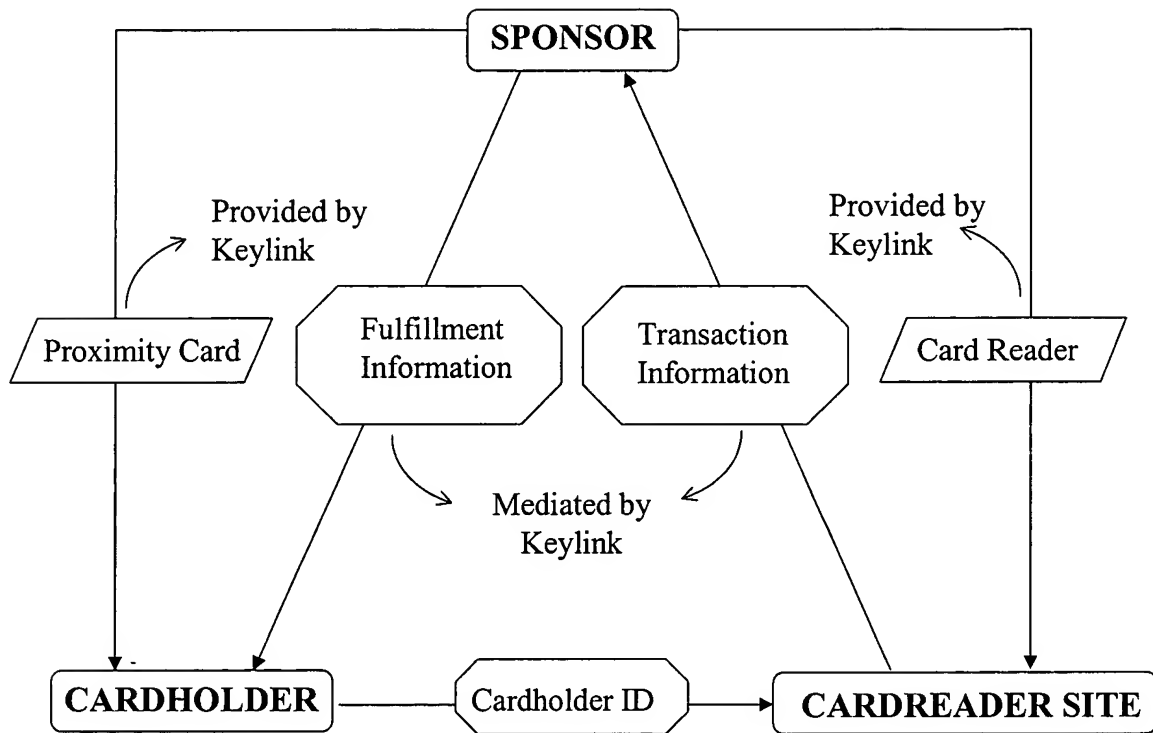 SPONSOR
Provided by
Keylink
Provided by
Keylink
Proximity Card
Fulfillment
Information
Transaction
Information
Card Reader
Mediated by
Keylink
CARDHOLDER
Cardholder ID
CARDREADER SITE